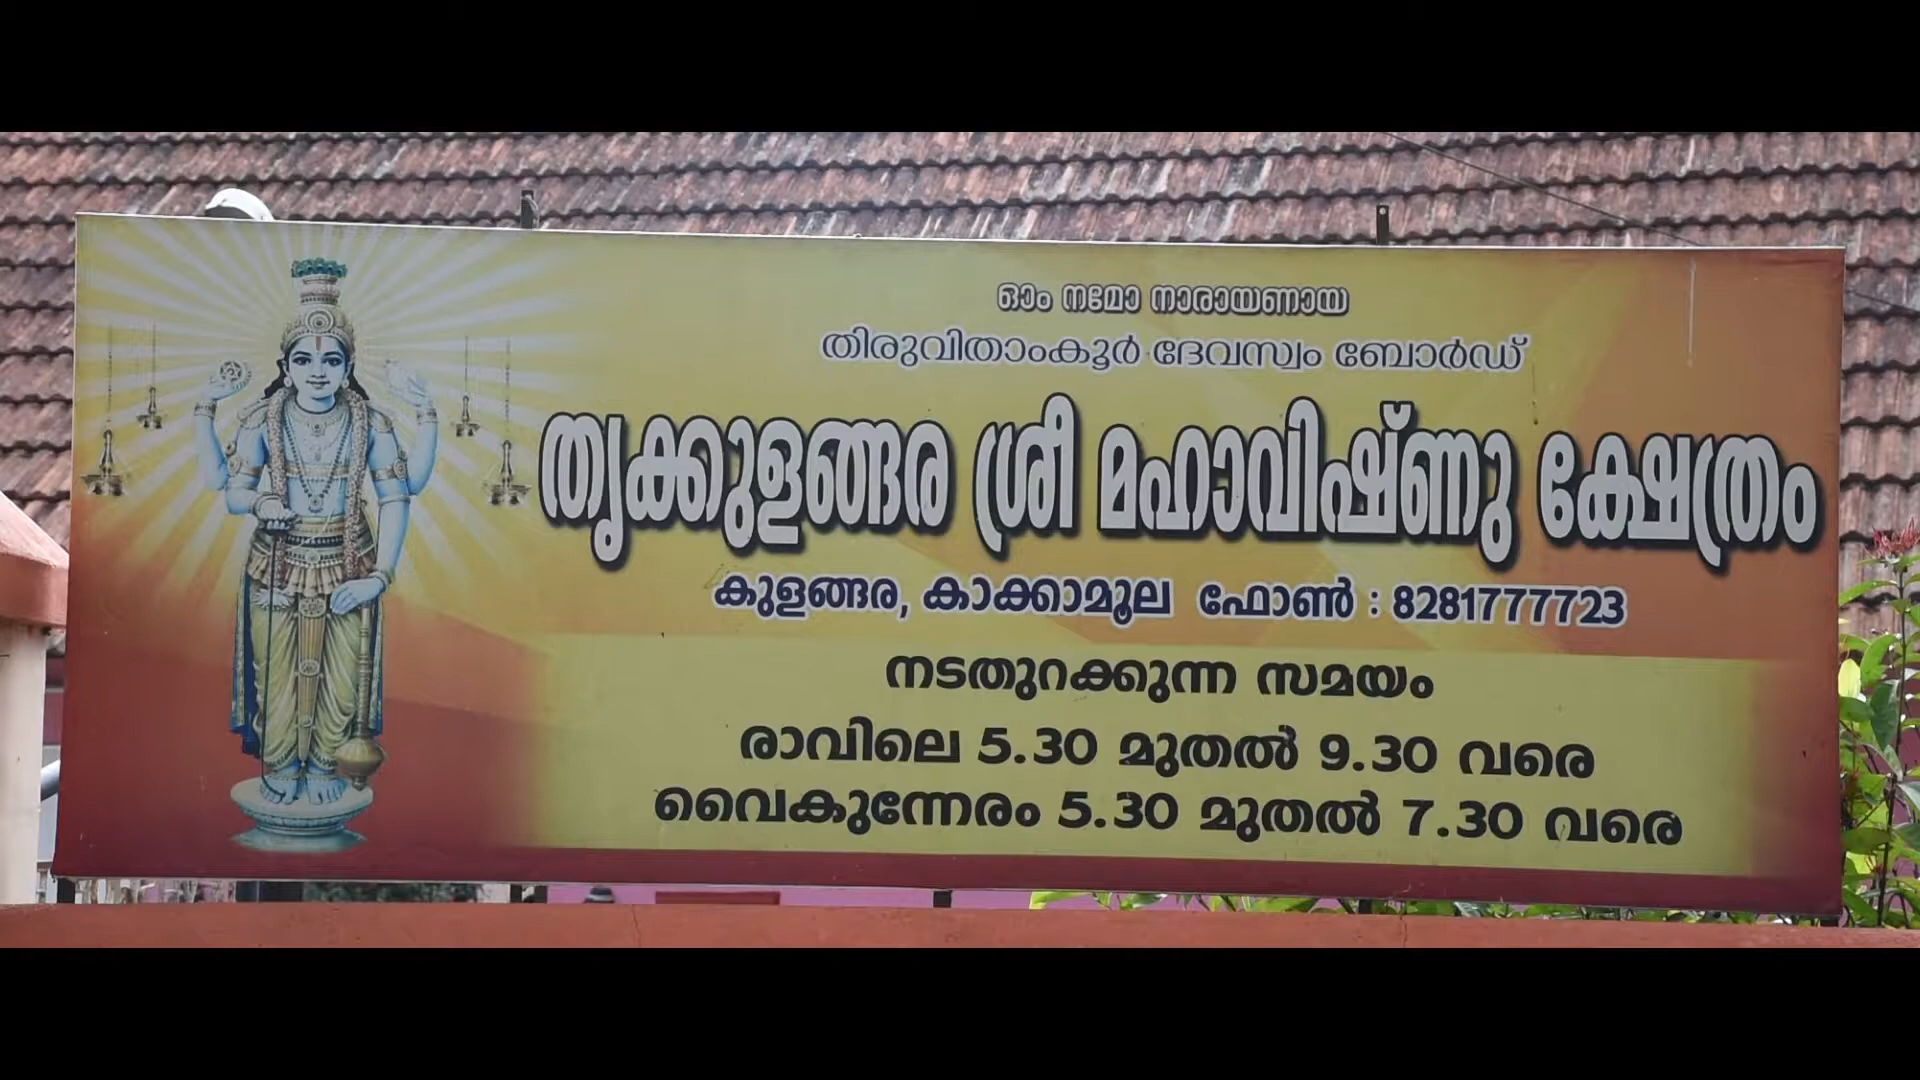 ഓം നമോ നാരായണായ
തിരുവിതാംകൂർ ദേവസ്വം ബോർഡ്
തൃക്കുളങ്ങര ശ്രീ മഹാവിഷ്ണു ക്ഷേത്രം
കുളങ്ങര, കാക്കാമൂല ഫോൺ : 8281777723
നടതുറക്കുന്ന സമയം
രാവിലെ 5.30 മുതൽ 9.30 വരെ
വൈകുന്നേരം 5.30 മുതൽ 7.30 വരെ